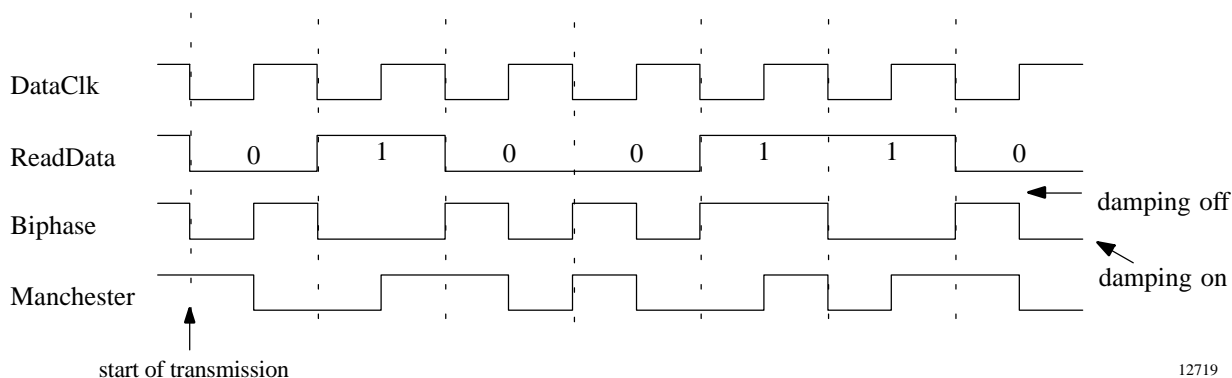 DataClk
ReadData
0 1 0 0 1 1 0
damping off
Biphase
damping on
Manchester
start of transmission
12719